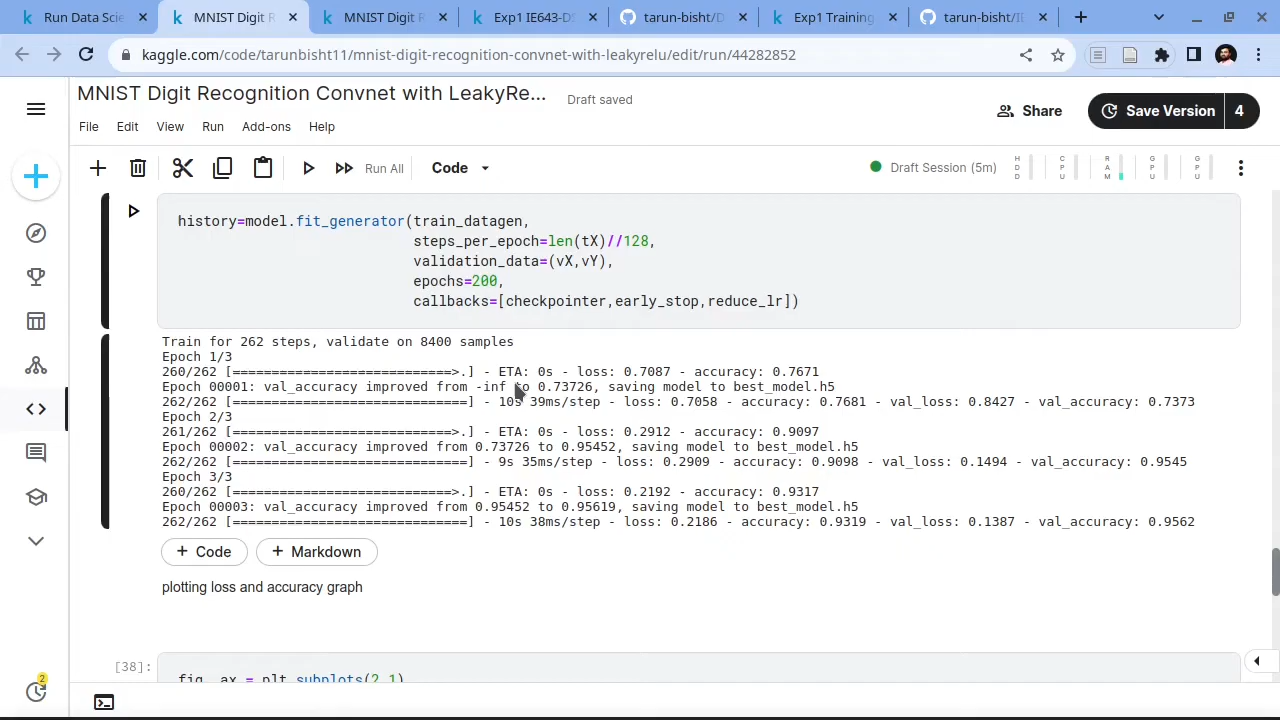 Run Data Scie
MNIST Digit R
MNIST Digit R
Exp1 IE643-DS
tarun-bisht/D
Exp1 Training
tarun-bisht/II
kaggle.com/code/tarunbisht11/mnist-digit-recognition-convnet-with-leakyrelu/edit/run/44282852
MNIST Digit Recognition Convnet with LeakyRe...
Draft saved
Share
Save Version 4
File Edit View Run Add-ons Help
Run All
Code
Draft Session (5m)
HDD
CPU
RAM
GPU
GPU
history=model.fit_generator(train_datagen,
steps_per_epoch=len(tX)//128,
validation_data=(vX,vY),
epochs=200,
callbacks=[checkpointer,early_stop,reduce_lr])
Train for 262 steps, validate on 8400 samples
Epoch 1/3
260/262 [============================>.] - ETA: 0s - loss: 0.7087 - accuracy: 0.7671
Epoch 00001: val_accuracy improved from -inf to 0.73726, saving model to best_model.h5
262/262 [==============================] - 10s 39ms/step - loss: 0.7058 - accuracy: 0.7681 - val_loss: 0.8427 - val_accuracy: 0.7373
Epoch 2/3
261/262 [============================>.] - ETA: 0s - loss: 0.2912 - accuracy: 0.9097
Epoch 00002: val_accuracy improved from 0.73726 to 0.95452, saving model to best_model.h5
262/262 [==============================] - 9s 35ms/step - loss: 0.2909 - accuracy: 0.9098 - val_loss: 0.1494 - val_accuracy: 0.9545
Epoch 3/3
260/262 [============================>.] - ETA: 0s - loss: 0.2192 - accuracy: 0.9317
Epoch 00003: val_accuracy improved from 0.95452 to 0.95619, saving model to best_model.h5
262/262 [==============================] - 10s 38ms/step - loss: 0.2186 - accuracy: 0.9319 - val_loss: 0.1387 - val_accuracy: 0.9562
+ Code
+ Markdown
plotting loss and accuracy graph
[38]:
fig, ax = plt.subplots(2,1)
2